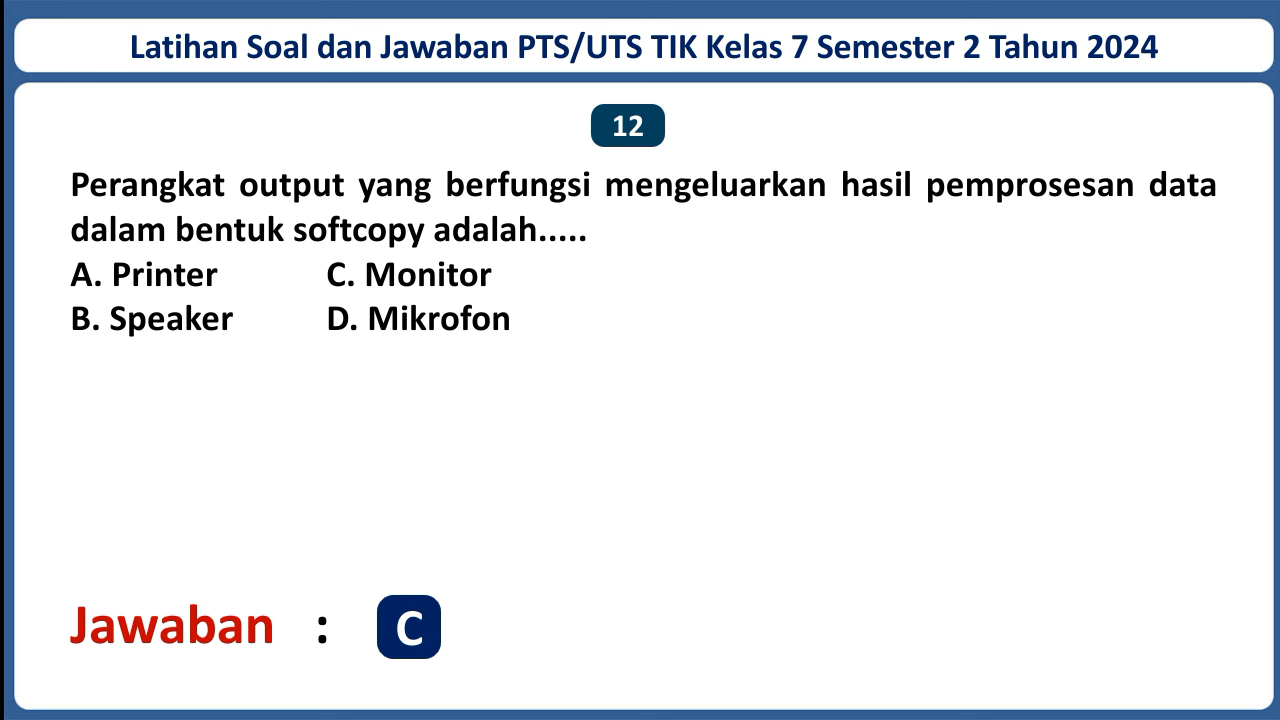 Latihan Soal dan Jawaban PTS/UTS TIK Kelas 7 Semester 2 Tahun 2024
12
Perangkat output yang berfungsi mengeluarkan hasil pemprosesan data
dalam bentuk softcopy adalah.....
A. Printer C. Monitor
B. Speaker D. Mikrofon
Jawaban : C